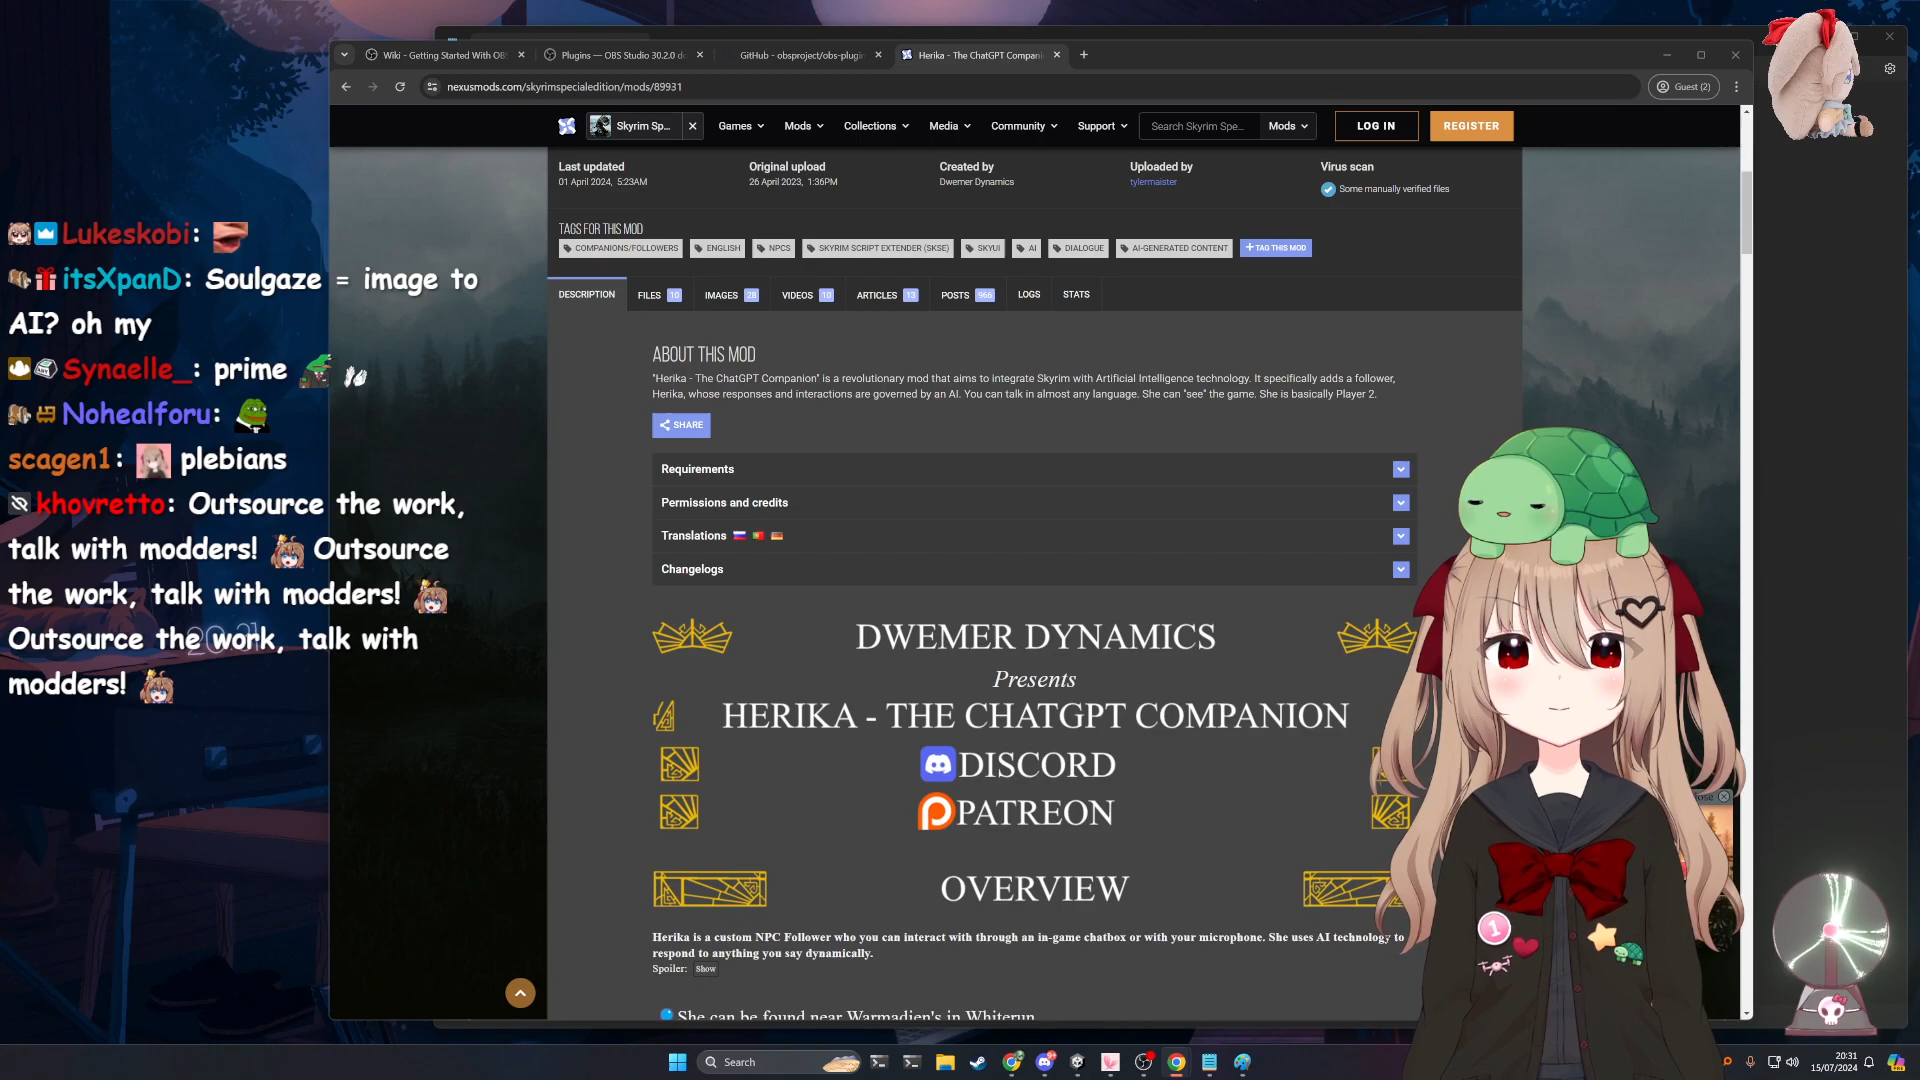 Wiki - Getting Started With OBS
Plugins — OBS Studio 30.2.0 do
GitHub - obsproject/obs-plugin
Herika - The ChatGPT Compani
nexusmods.com/skyrimspecialedition/mods/89931
Guest (2)
Skyrim Sp...
Games
Mods
Collections
Media
Community
Support
Search Skyrim Spe...
Mods
LOG IN
REGISTER
Last updated
01 April 2024, 5:23AM
Original upload
26 April 2023, 1:36PM
Created by
Dwemer Dynamics
Uploaded by
tylermaister
Virus scan
Some manually verified files
TAGS FOR THIS MOD
COMPANIONS/FOLLOWERS
ENGLISH
NPCS
SKYRIM SCRIPT EXTENDER (SKSE)
SKYUI
AI
DIALOGUE
AI-GENERATED CONTENT
+ TAG THIS MOD
DESCRIPTION
FILES 10
IMAGES 28
VIDEOS 10
ARTICLES 13
POSTS 966
LOGS
STATS
ABOUT THIS MOD
"Herika - The ChatGPT Companion" is a revolutionary mod that aims to integrate Skyrim with Artificial Intelligence technology. It specifically adds a follower,
Herika, whose responses and interactions are governed by an AI. You can talk in almost any language. She can "see" the game. She is basically Player 2.
SHARE
Requirements
Permissions and credits
Translations
Changelogs
DWEMER DYNAMICS
Presents
HERIKA - THE CHATGPT COMPANION
DISCORD
PATREON
OVERVIEW
Herika is a custom NPC Follower who you can interact with through an in-game chatbox or with your microphone. She uses AI technology to
respond to anything you say dynamically.
Spoiler: Show
She can be found near Warmadien's in Whiterun
Lukeskobi:
itsXpanD: Soulgaze = image to
AI? oh my
Synaelle_: prime
Nohealforu:
scagen1: plebians
khovretto: Outsource the work,
talk with modders! Outsource
the work, talk with modders!
Outsource the work, talk with
modders!
1
Search
20:31
15/07/2024